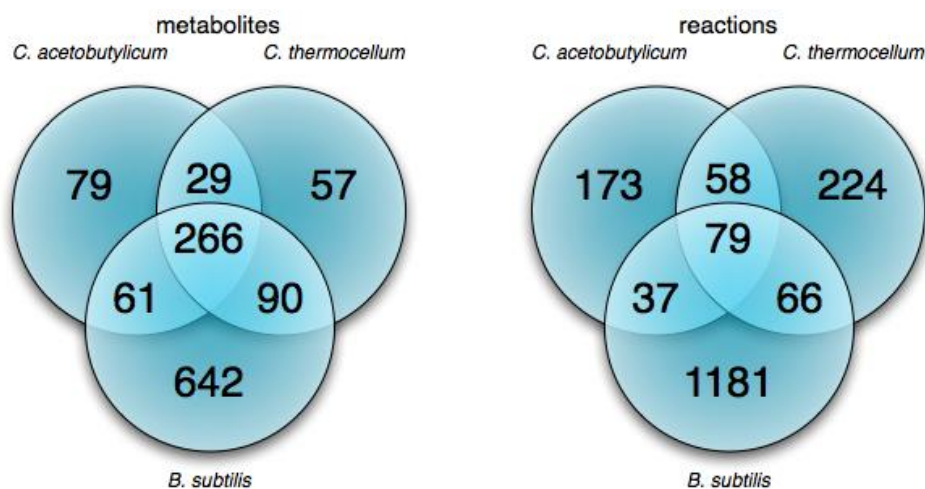 metabolites
C. acetobutylicum C. thermocellum
79 29 57
266
61 90
642
B. subtilis
reactions
C. acetobutylicum C. thermocellum
173 58 224
79
37 66
1181
B. subtilis